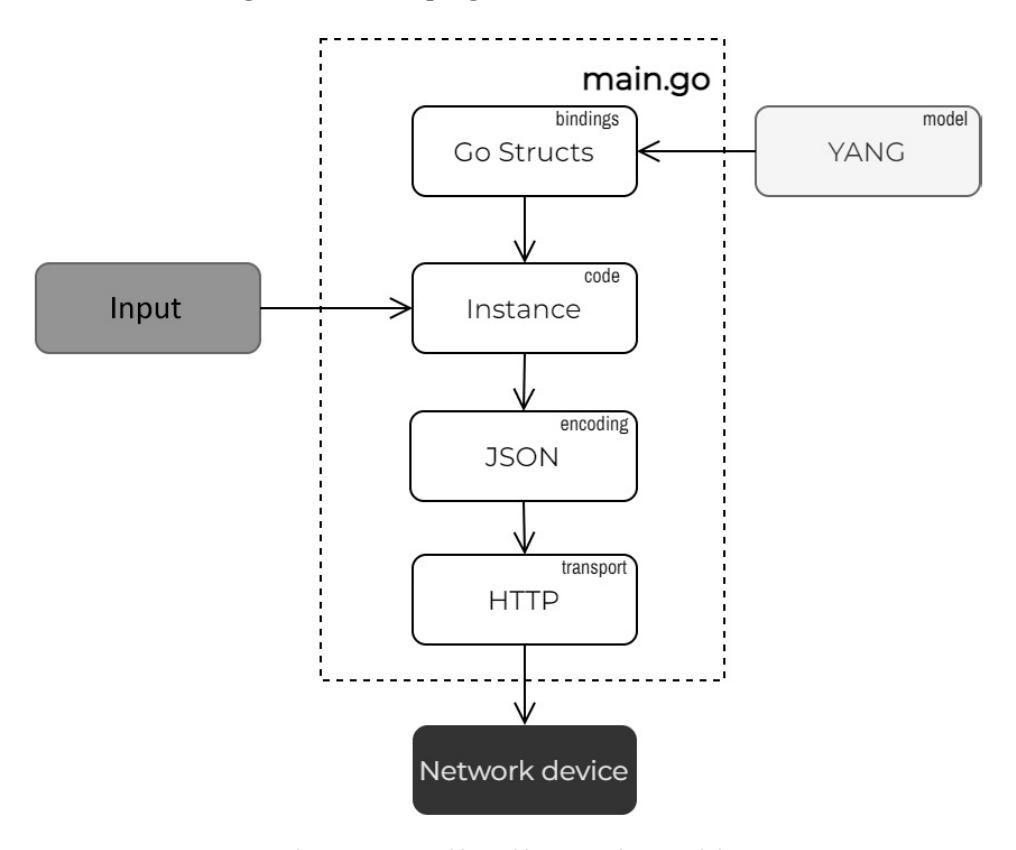 main.go
bindings
Go Structs
model
YANG
Input
code
Instance
encoding
JSON
transport
HTTP
Network device